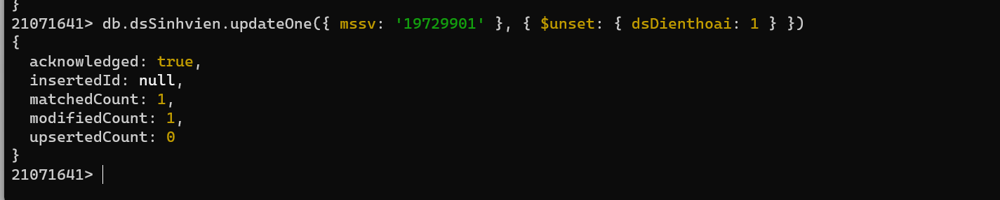 }
21071641> db.dsSinhvien.updateOne({ mssv: '19729901' }, { $unset: { dsDienthoai: 1 } })
{
  acknowledged: true,
  insertedId: null,
  matchedCount: 1,
  modifiedCount: 1,
  upsertedCount: 0
}
21071641>